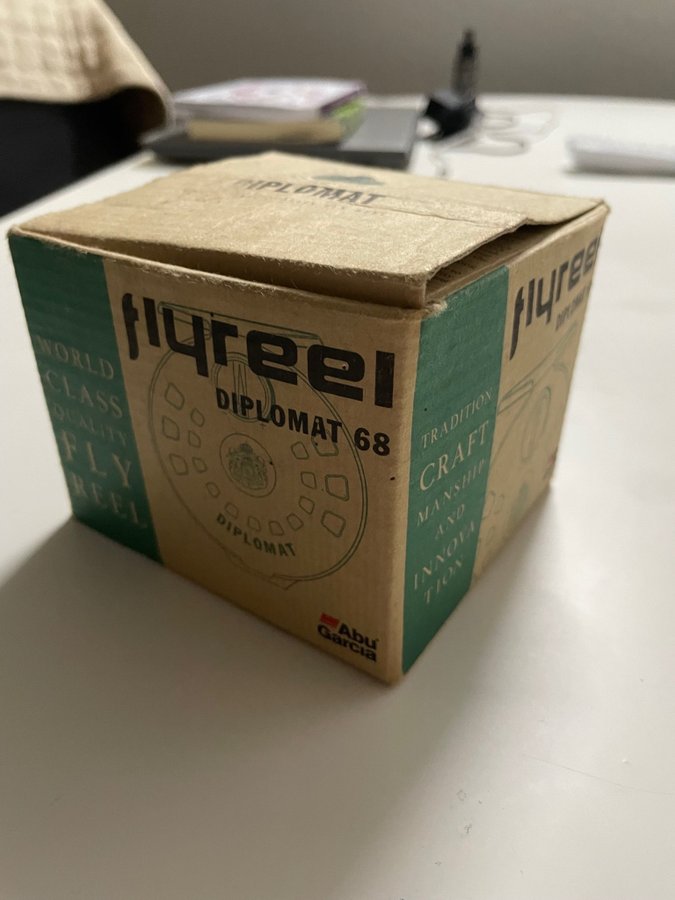 DIPLOMAT
WORLD
CLASS
QUALITY
FLY
REEL
flyreel
DIPLOMAT 68
DIPLOMAT
Abu
Garcia
TRADITION
CRAFT
MANSHIP
AND
INNOVA
TION
flyreel
DIPLOMAT